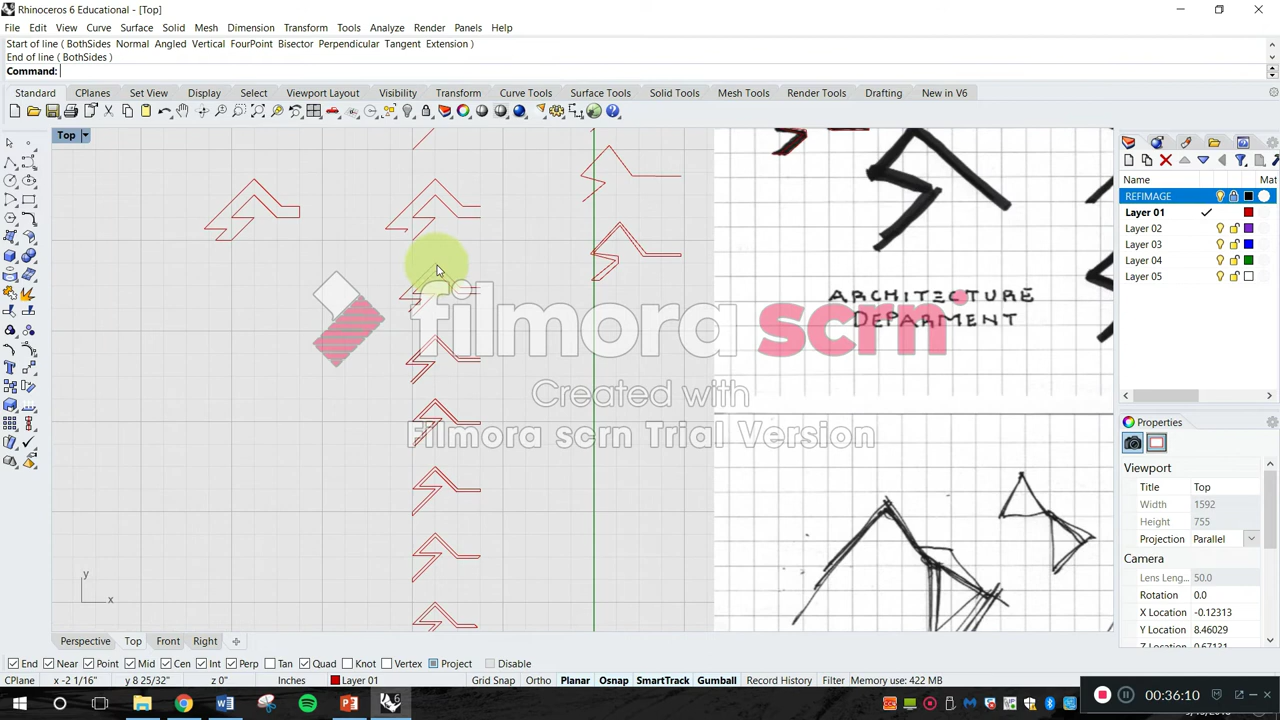 Rhinoceros 6 Educational - [Top]
File Edit View Curve Surface Solid Mesh Dimension Transform Tools Analyze Render Panels Help
Start of line ( BothSides Normal Angled Vertical FourPoint Bisector Perpendicular Tangent Extension )
End of line ( BothSides )
Command:
Standard CPlanes Set View Display Select Viewport Layout Visibility Transform Curve Tools Surface Tools Solid Tools Mesh Tools Render Tools Drafting New in V6
Top
Name Mat
REFIMAGE
Layer 01
Layer 02
Layer 03
Layer 04
Layer 05
ARCHITECTURE
DEPARMENT
filmora scrn
Created with
Filmora scrn Trial Version
Properties
Viewport
Title Top
Width 1592
Height 755
Projection Parallel
Camera
Lens Leng... 50.0
Rotation 0.0
X Location -0.12313
Y Location 8.46029
y
x
Perspective Top Front Right
End Near Point Mid Cen Int Perp Tan Quad Knot Vertex Project Disable
CPlane x -2 1/16" y 8 25/32" z 0" Inches Layer 01 Grid Snap Ortho Planar Osnap SmartTrack Gumball Record History Filter Memory use: 422 MB
00:36:10